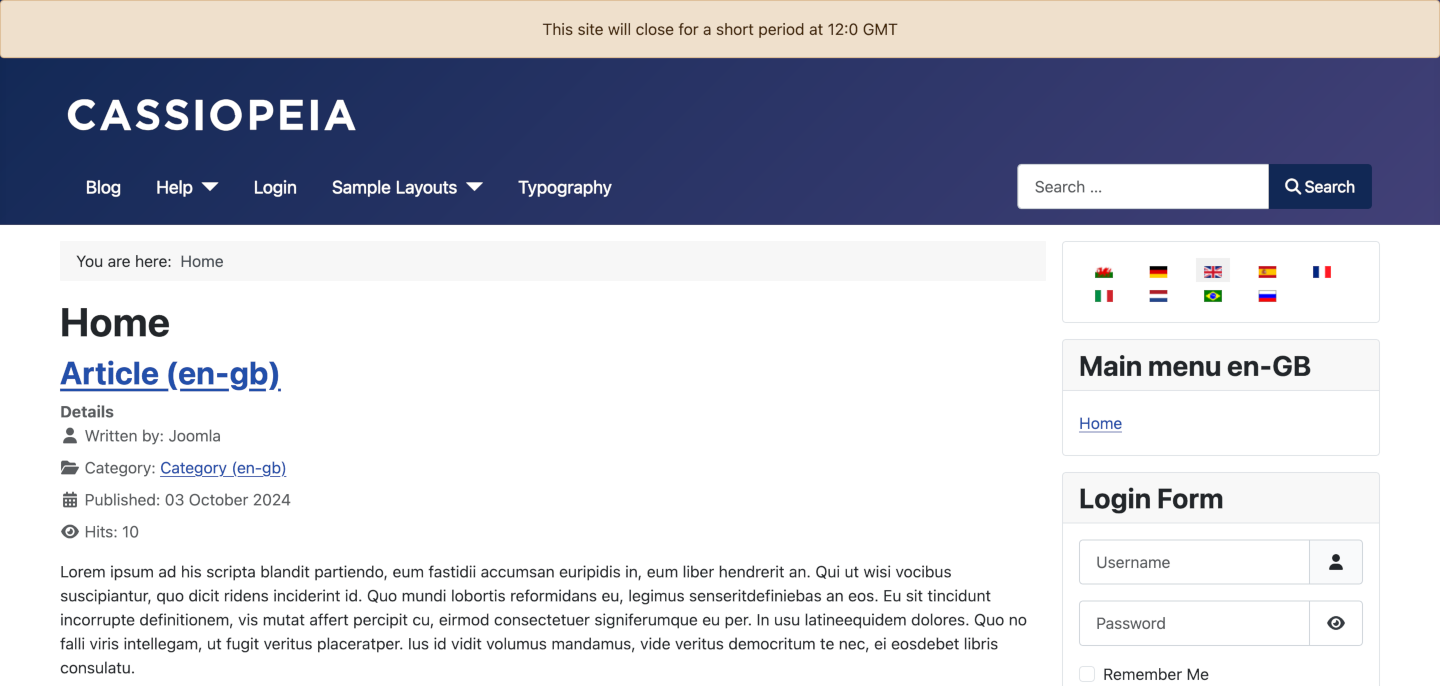 This site will close for a short period at 12:0 GMT
CASSIOPEIA
Blog Help Login Sample Layouts Typography
Search ... Search
You are here: Home
Home
Article (en-gb)
Details
Written by: Joomla
Category: Category (en-gb)
Published: 03 October 2024
Hits: 10
Lorem ipsum ad his scripta blandit partiendo, eum fastidii accumsan euripidis in, eum liber hendrerit an. Qui ut wisi vocibus
suscipiantur, quo dicit ridens inciderint id. Quo mundi lobortis reformidans eu, legimus senseritdefiniebas an eos. Eu sit tincidunt
incorrupte definitionem, vis mutat affert percipit cu, eirmod consectetuer signiferumque eu per. In usu latineequidem dolores. Quo no
falli viris intellegam, ut fugit veritus placeratper. Ius id vidit volumus mandamus, vide veritus democritum te nec, ei eosdebet libris
consulatu.
Main menu en-GB
Home
Login Form
Username
Password
Remember Me